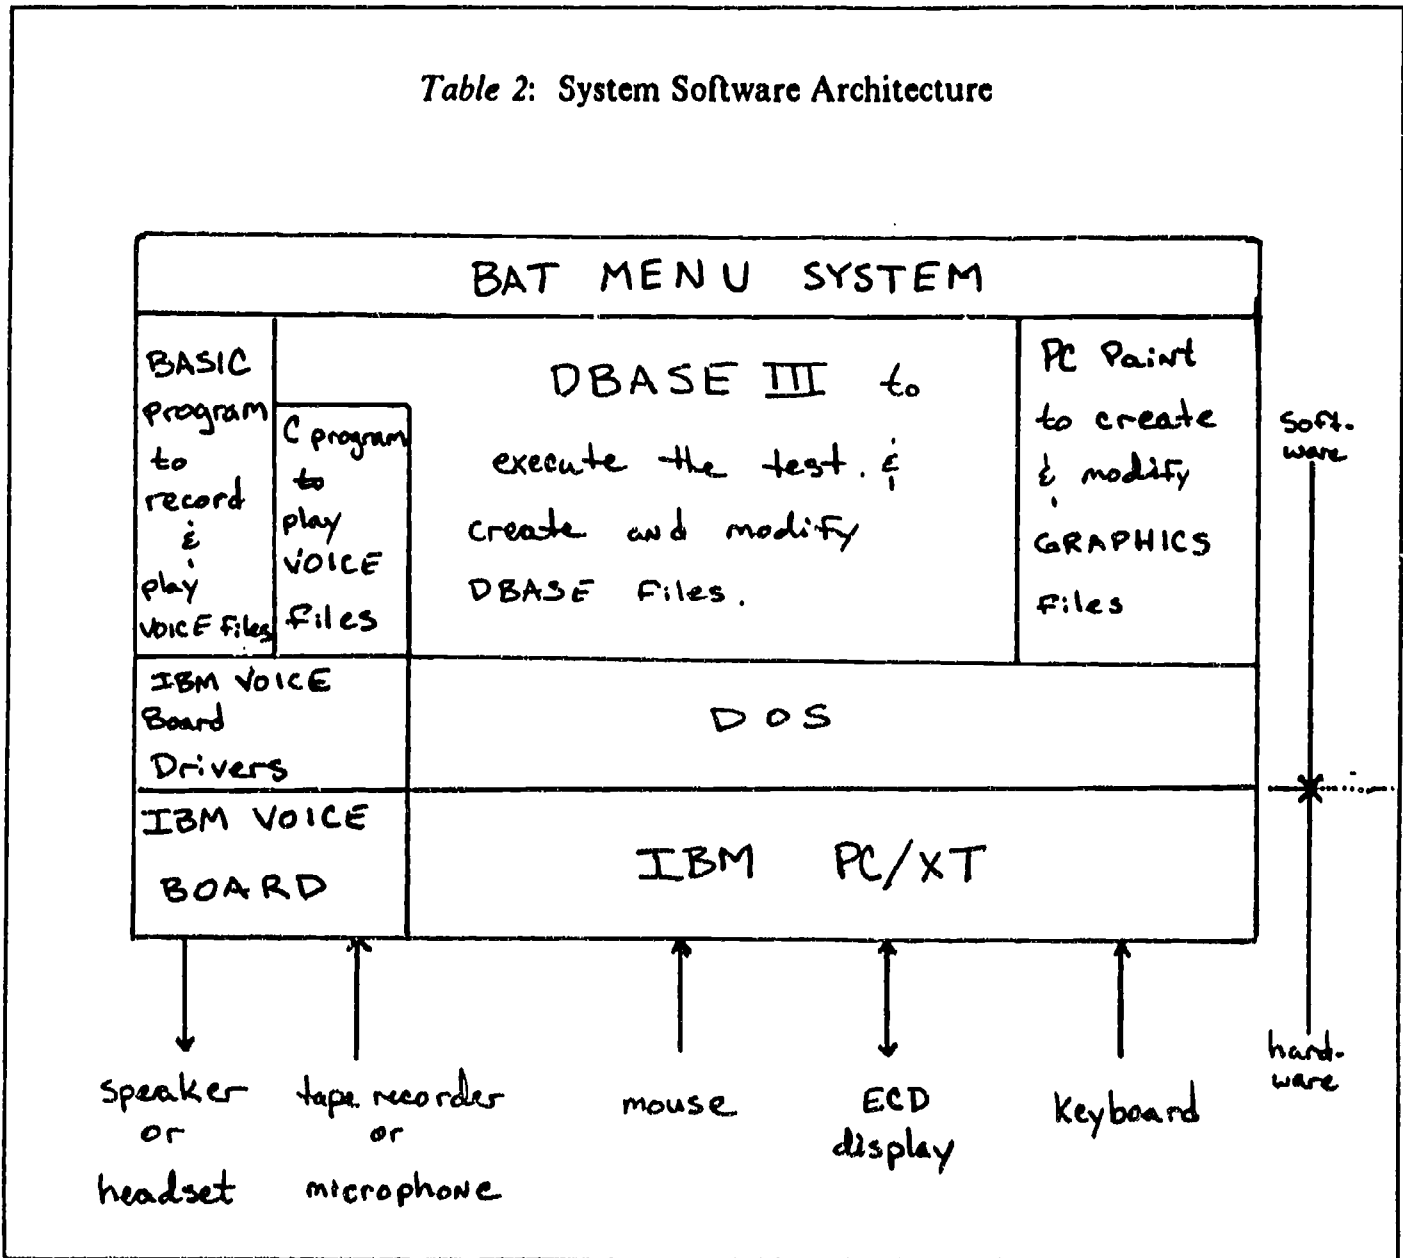 Table 2: System Software Architecture
BAT MENU SYSTEM
BASIC
program
to
record
&
play
VOICE Files
C program
to
play
VOICE
Files
DBASE III to
execute the test. &
create and modify
DBASE Files.
PC Paint
to create
& modify
GRAPHICS
Files
soft-
ware
IBM VOICE
Board
Drivers
DOS
IBM VOICE
BOARD
IBM PC/XT
hard-
ware
speaker
or
headset
tape recorder
or
microphone
mouse
ECD
display
Keyboard